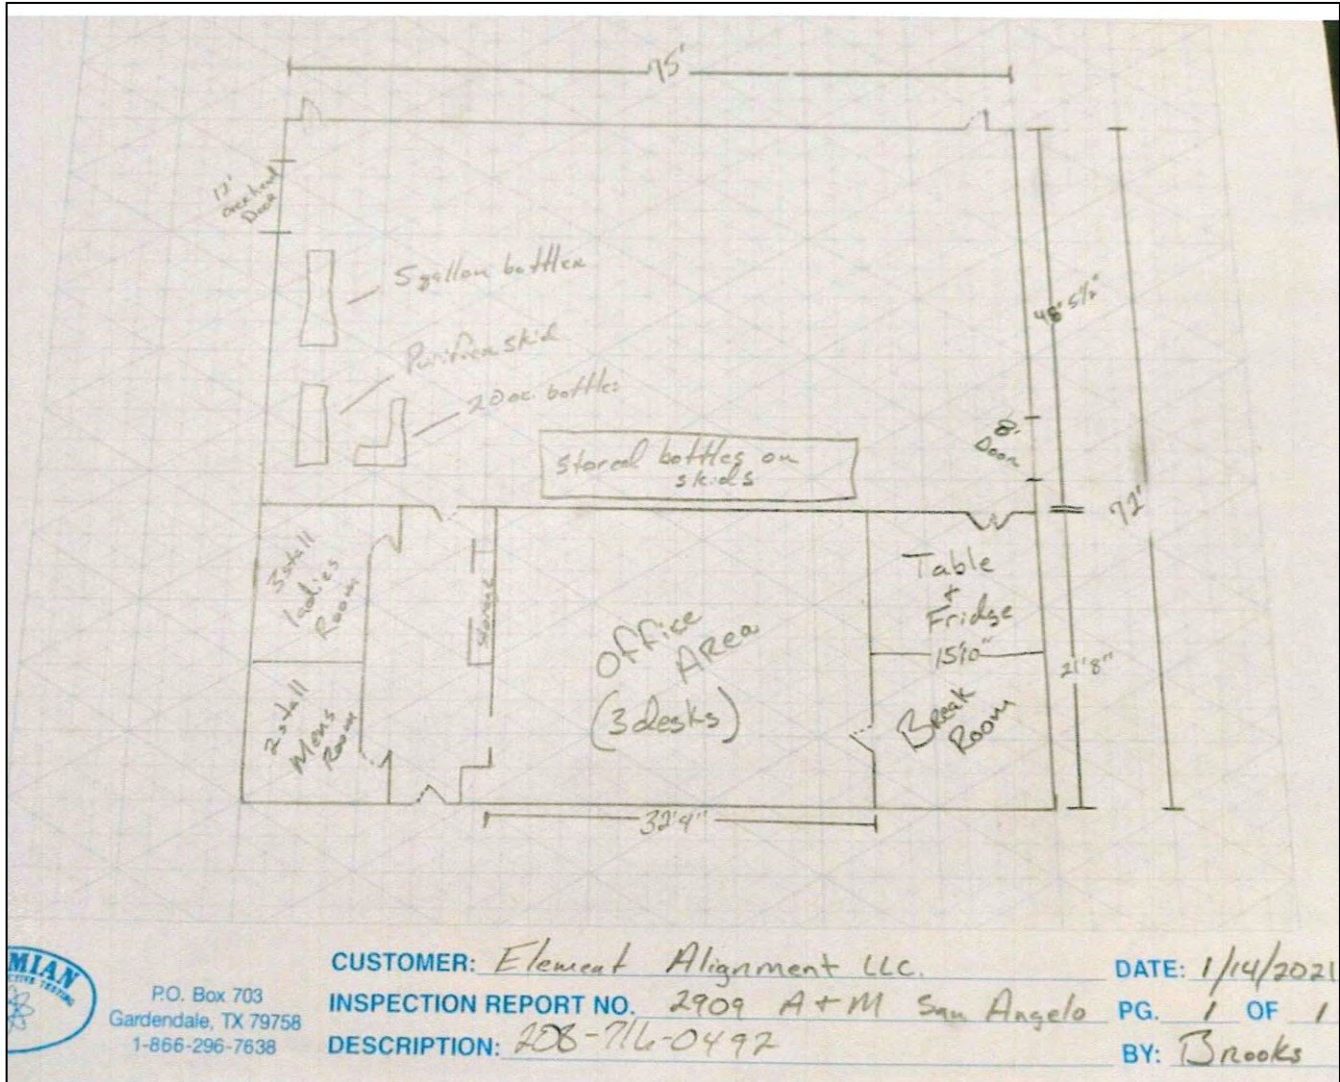 75'
12'
Overhead
Door
5 gallon bottles
48' 5½"
Purifica skid
20oz. bottles
8'
Door
stored bottles on
skids
72'
3 stall
ladies
Room
storage
Office
Area
(3 desks)
Table
+
Fridge
15'10"
21'8"
2 stall
Mens
Room
Break
Room
32'4"
MIAN
CTIVE TESTING
P.O. Box 703
Gardendale, TX 79758
1-866-296-7638
CUSTOMER: Element Alignment LLC.
DATE: 1/14/2021
INSPECTION REPORT NO. 2909 A+M San Angelo
PG. 1 OF 1
DESCRIPTION: 208-716-0492
BY: Brooks